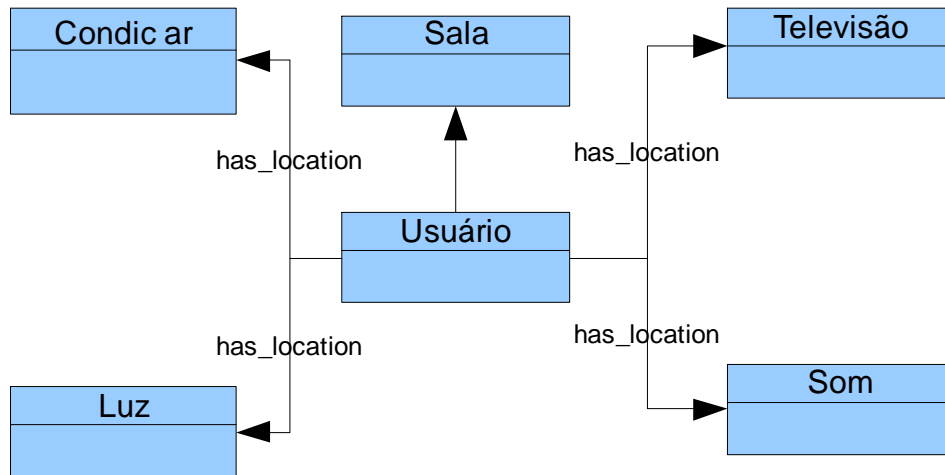 Condic ar
Sala
Televisão
has_location
has_location
Usuário
has_location
has_location
Luz
Som